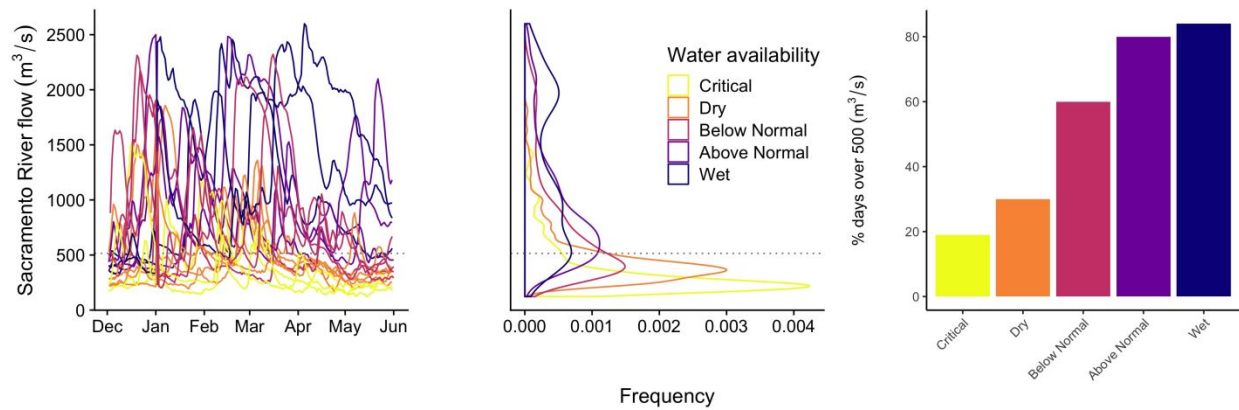 Sacramento River flow (m³/s)
2500
2000
1500
1000
500
0
Dec Jan Feb Mar Apr May Jun
Water availability
Critical
Dry
Below Normal
Above Normal
Wet
0.000 0.001 0.002 0.003 0.004
Frequency
% days over 500 (m³/s)
80
60
40
20
0
Critical
Dry
Below Normal
Above Normal
Wet